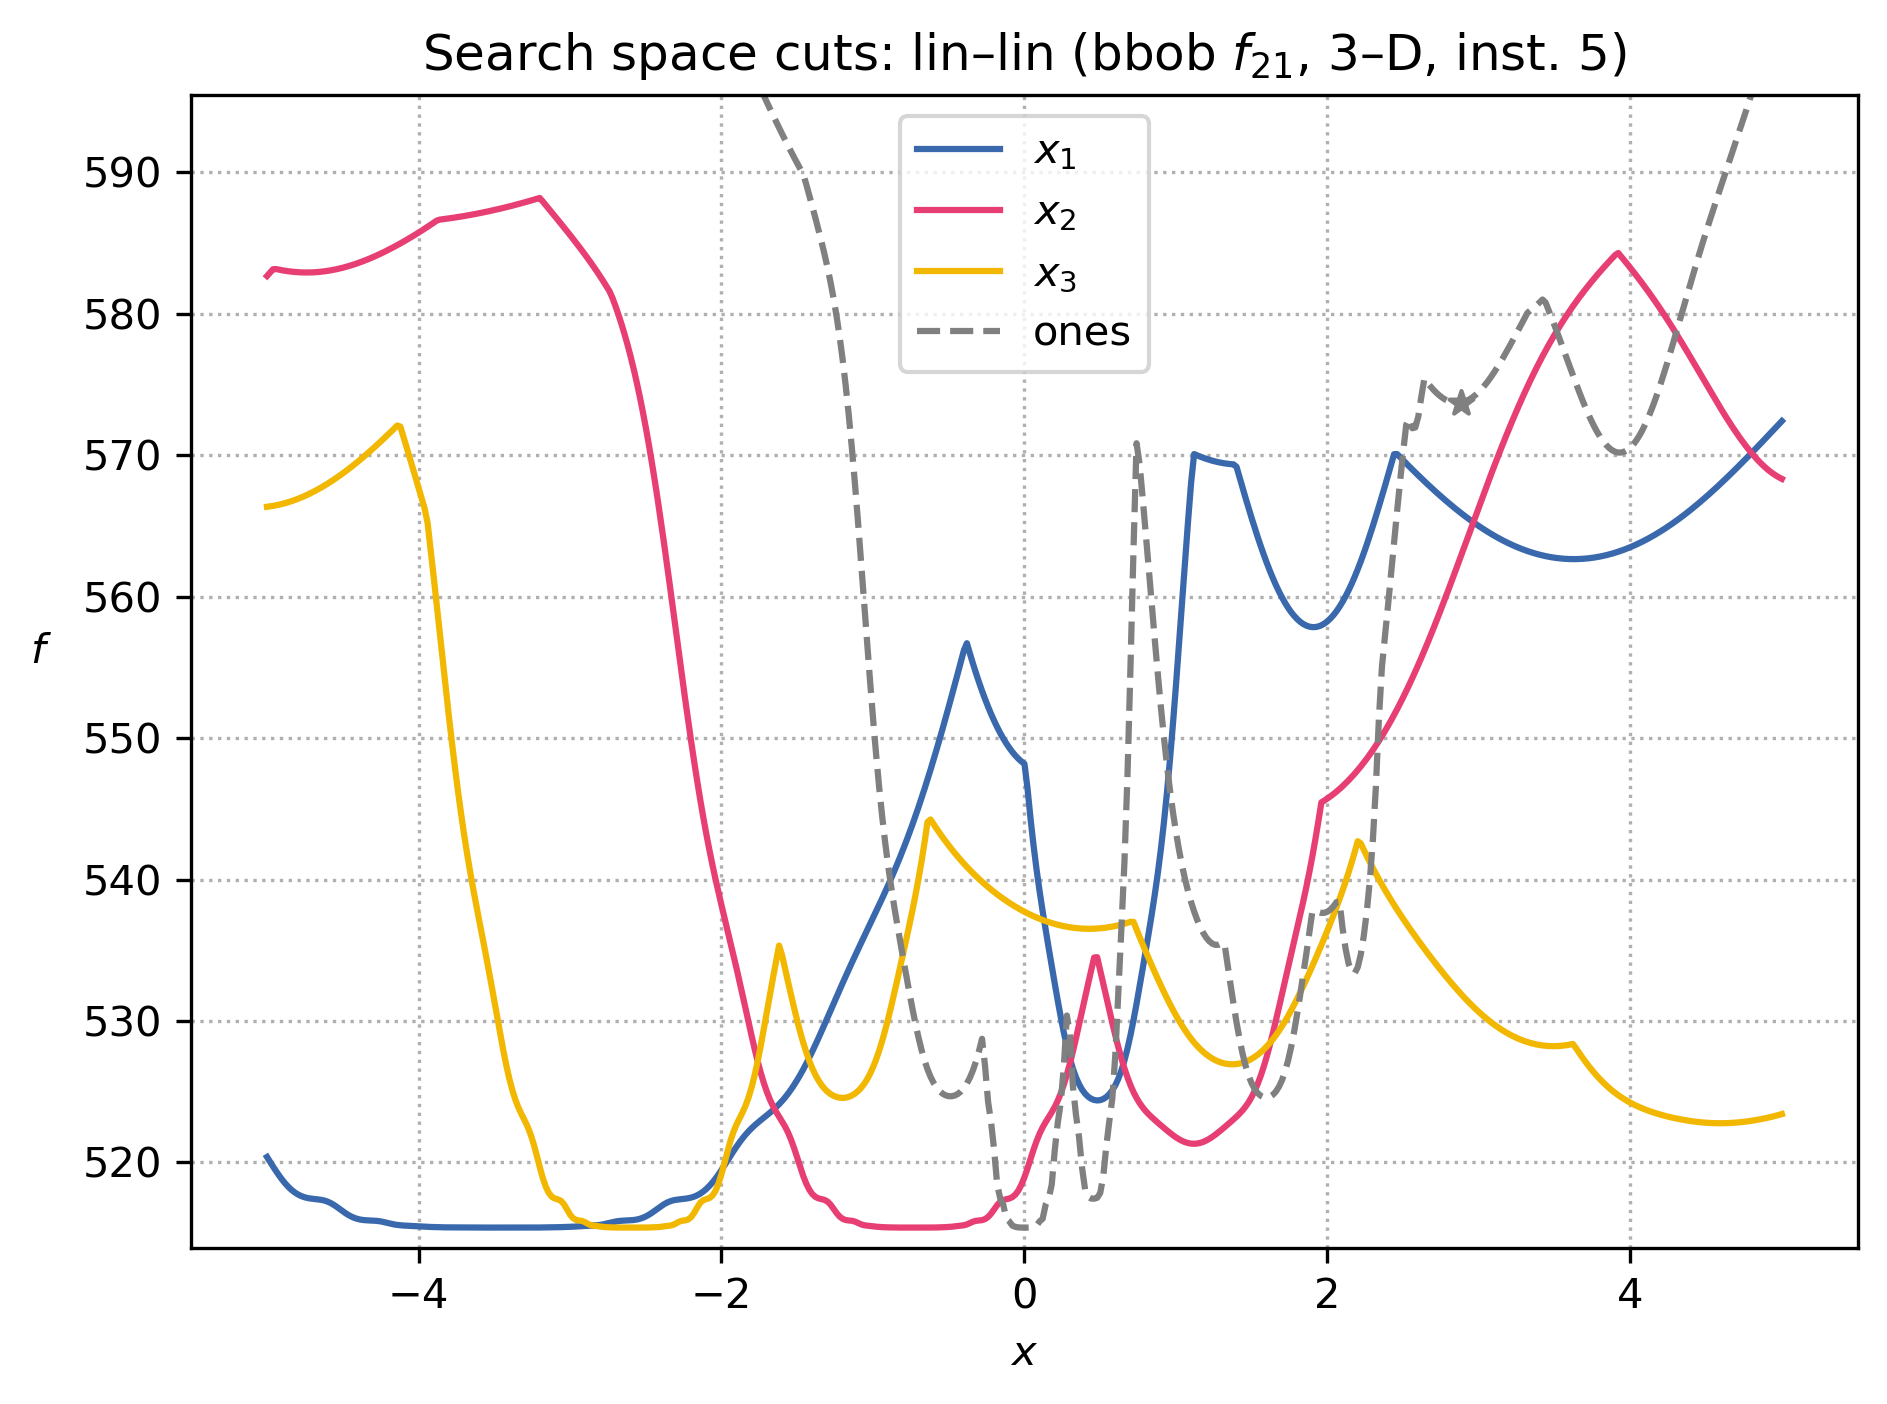 Search space cuts: lin–lin (bbob f₂₁, 3–D, inst. 5)
590
580
570
560
550
540
530
520
f
x₁
x₂
x₃
ones
−4
−2
0
2
4
x